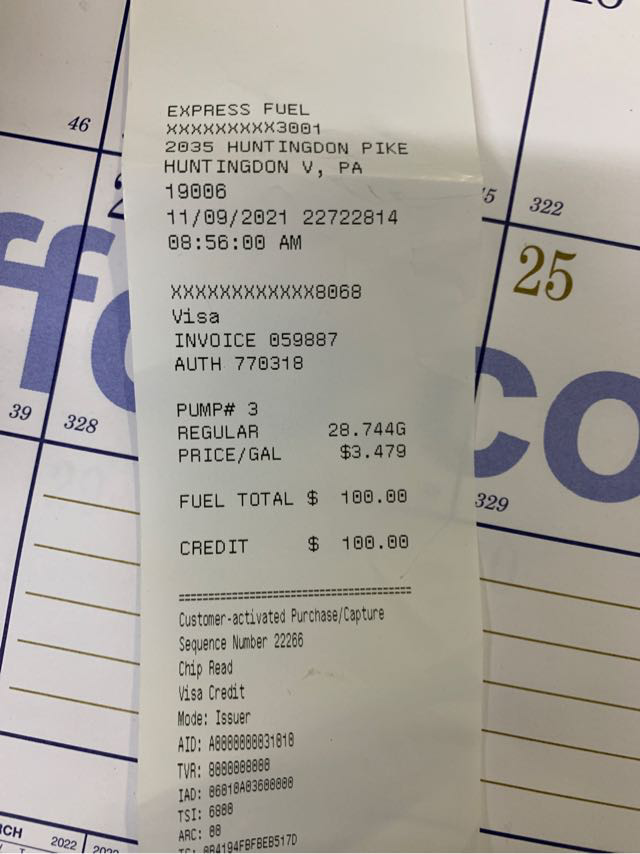 EXPRESS FUEL
XXXXXXXXX3001
2035 HUNTINGDON PIKE
HUNTINGDON V, PA
19006
11/09/2021 22722814
08:56:00 AM
XXXXXXXXXXXX8068
Visa
INVOICE 059887
AUTH 770318
PUMP# 3
REGULAR 28.744G
PRICE/GAL $3.479
FUEL TOTAL $ 100.00
CREDIT $ 100.00
=======================================
Customer-activated Purchase/Capture
Sequence Number 22266
Chip Read
Visa Credit
Mode: Issuer
AID: A0000000031010
TVR: 0000000000
IAD: 06010A03600000
TSI: 6800
ARC: 00
46
322
25
39
328
329
2022